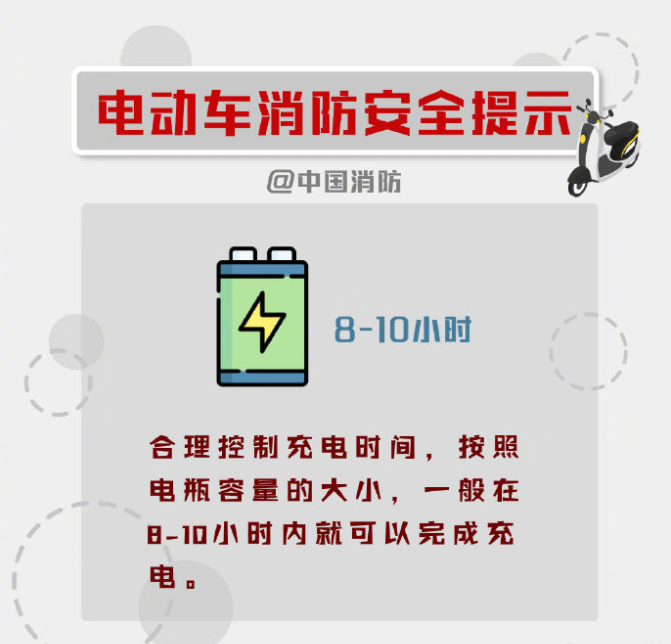 电动车消防安全提示
@中国消防
8-10小时
合理控制充电时间，按照
电瓶容量的大小，一般在
8-10小时内就可以完成充
电。